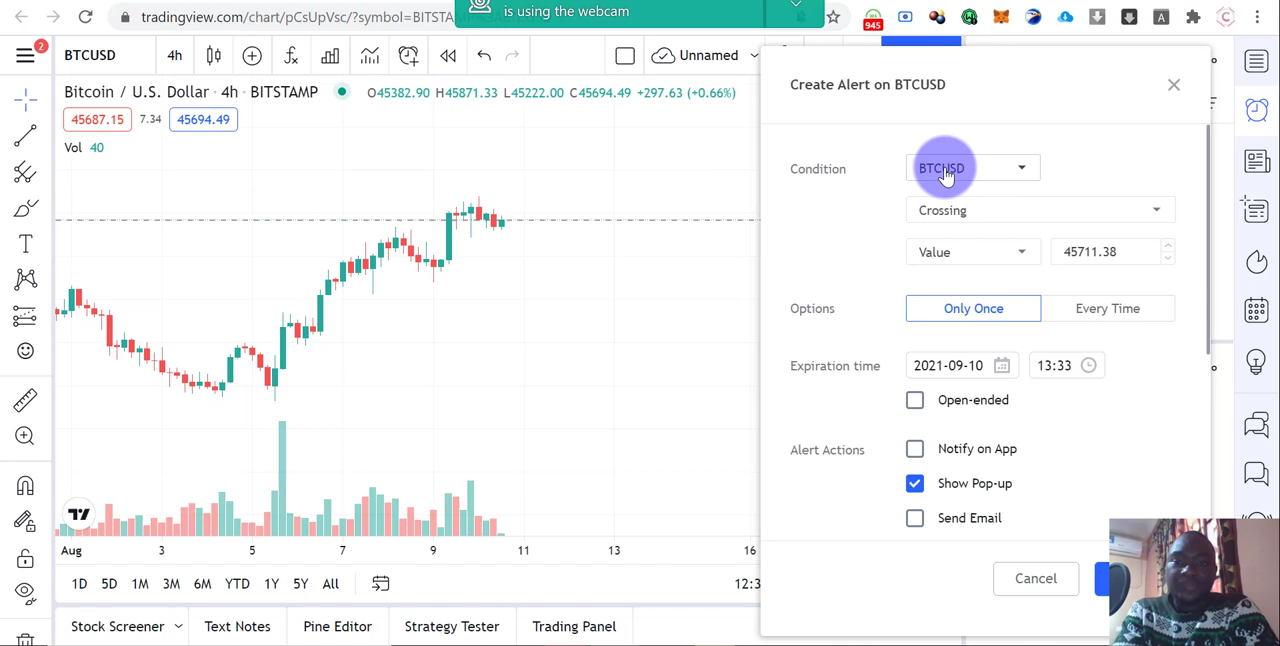 is using the webcam
tradingview.com/chart/pCsUpVsc/?symbol=BITST
945
A
C
2
BTCUSD
4h
Unnamed
Bitcoin / U.S. Dollar · 4h · BITSTAMP
O45382.90 H45871.33 L45222.00 C45694.49 +297.63 (+0.66%)
45687.15 7.34 45694.49
Vol 40
Create Alert on BTCUSD
Condition
BTCUSD
Crossing
Value
45711.38
Options
Only Once
Every Time
Expiration time
2021-09-10
13:33
Open-ended
Alert Actions
Notify on App
Show Pop-up
Send Email
Cancel
Aug 3 5 7 9 11 13 16
1D 5D 1M 3M 6M YTD 1Y 5Y All
12:3
Stock Screener
Text Notes
Pine Editor
Strategy Tester
Trading Panel